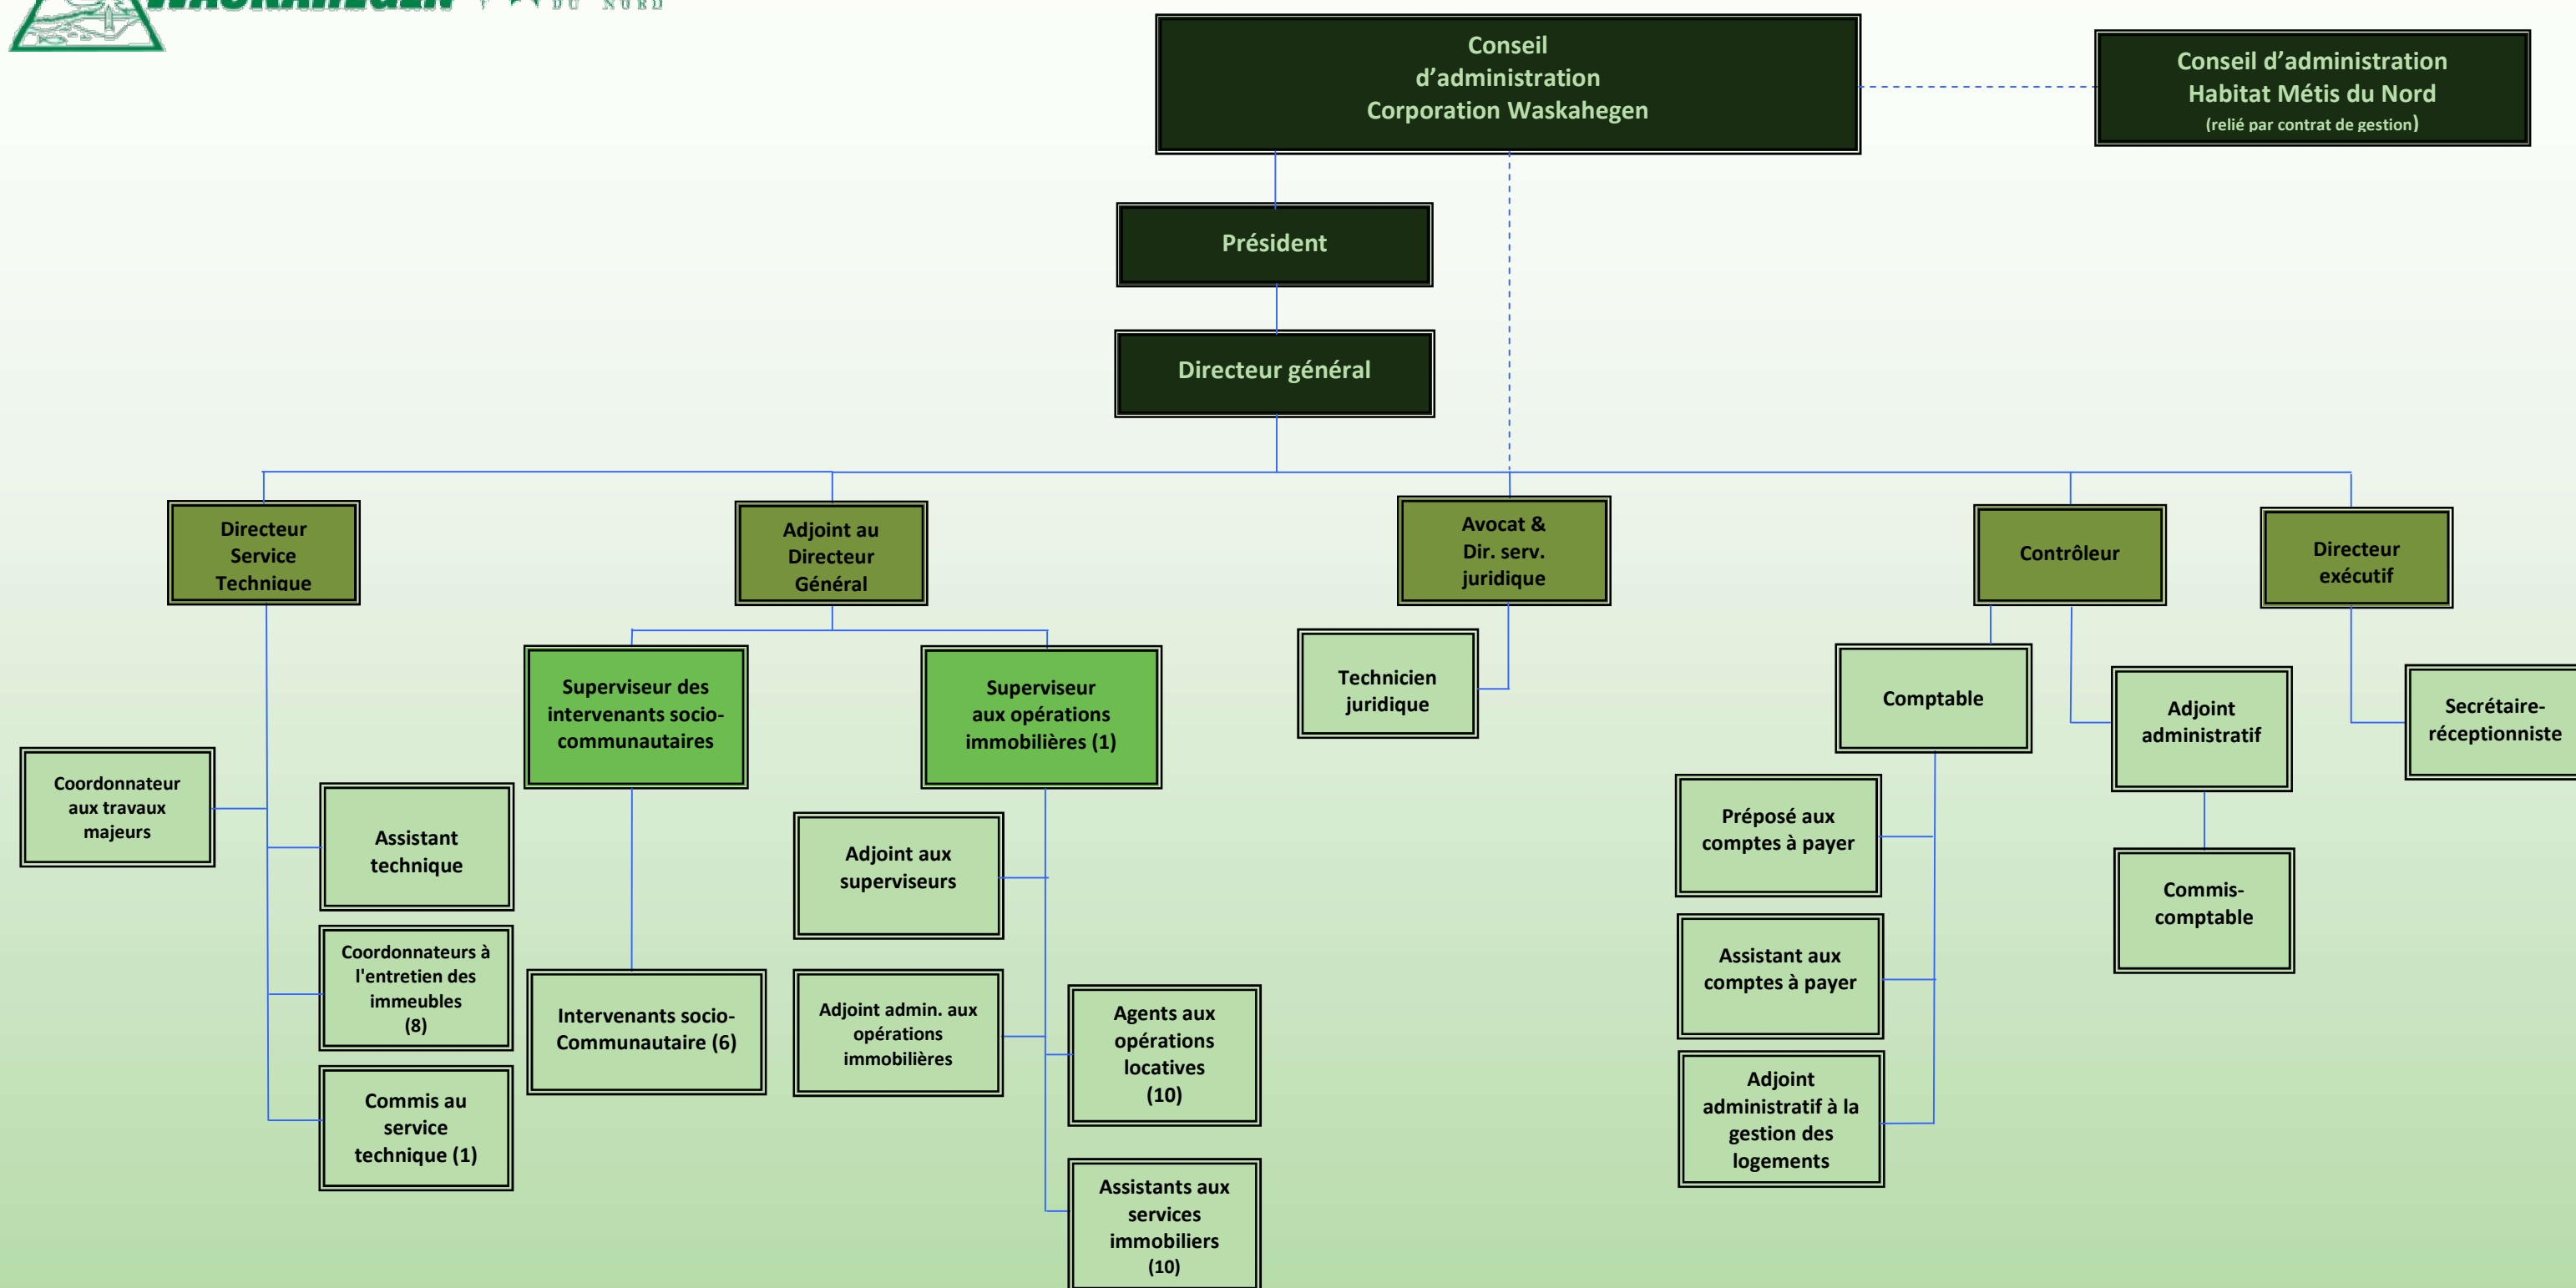 WASKAHEGEN
DU NORD
Conseil
d’administration
Corporation Waskahegen
Conseil d’administration
Habitat Métis du Nord
(relié par contrat de gestion)
Président
Directeur général
Directeur
Service
Technique
Adjoint au
Directeur
Général
Avocat &
Dir. serv.
juridique
Contrôleur
Directeur
exécutif
Superviseur des
intervenants socio-
communautaires
Superviseur
aux opérations
immobilières (1)
Technicien
juridique
Comptable
Adjoint
administratif
Secrétaire-
réceptionniste
Coordonnateur
aux travaux
majeurs
Assistant
technique
Coordonnateurs à
l'entretien des
immeubles
(8)
Commis au
service
technique (1)
Intervenants socio-
Communautaire (6)
Adjoint aux
superviseurs
Adjoint admin. aux
opérations
immobilières
Agents aux
opérations
locatives
(10)
Assistants aux
services
immobiliers
(10)
Préposé aux
comptes à payer
Assistant aux
comptes à payer
Adjoint
administratif à la
gestion des
logements
Commis-
comptable